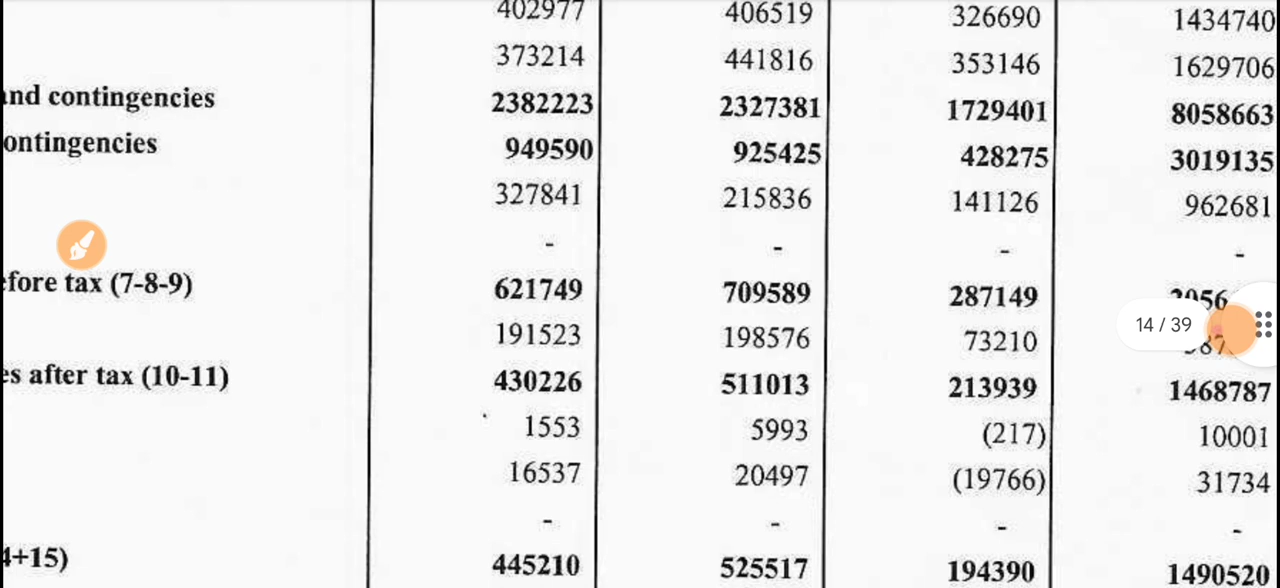 402977 406519 326690 1434740
373214 441816 353146 1629706
and contingencies 2382223 2327381 1729401 8058663
ontingencies 949590 925425 428275 3019135
327841 215836 141126 962681
- - - -
efore tax (7-8-9) 621749 709589 287149
14 / 39
191523 198576 73210
es after tax (10-11) 430226 511013 213939 1468787
1553 5993 (217) 10001
16537 20497 (19766) 31734
- - - -
4+15) 445210 525517 194390 1490520